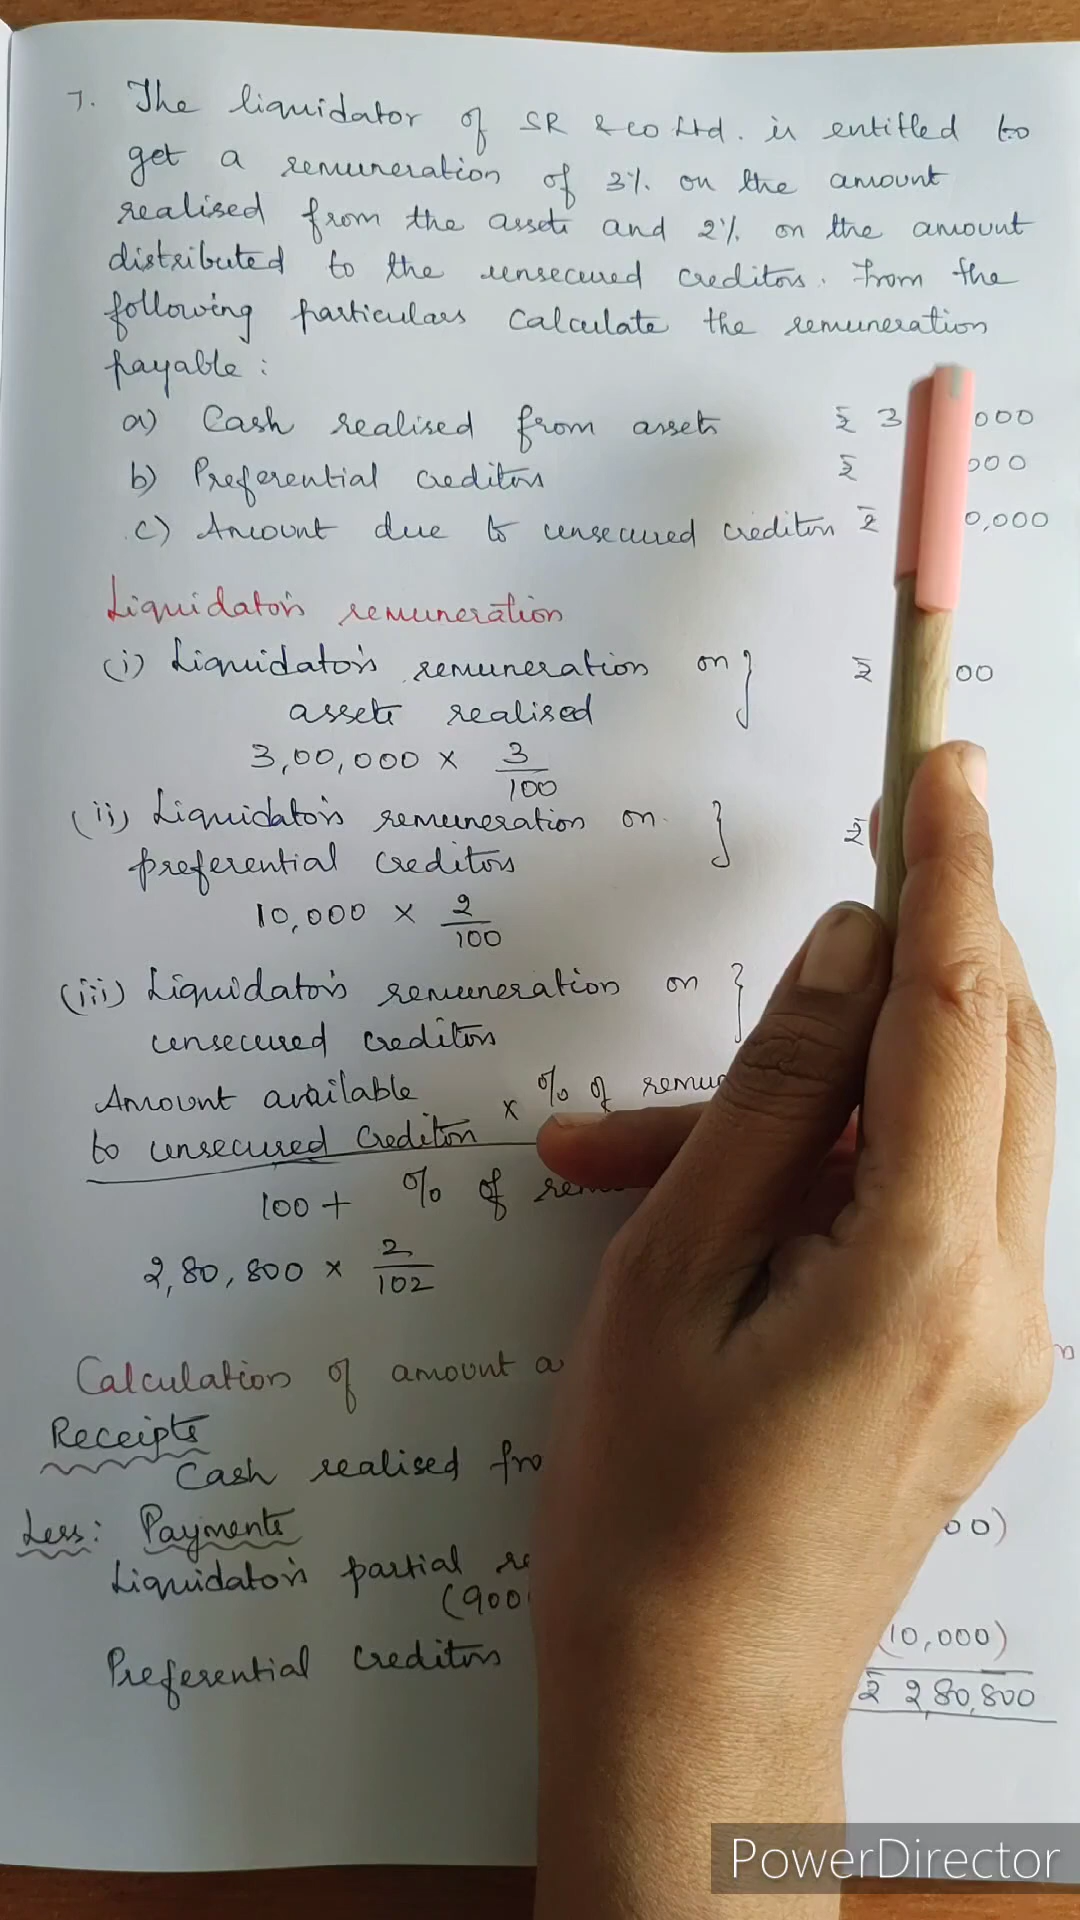 7. The liquidator of SR & co Ltd. is entitled to
get a remuneration of 3% on the amount
realised from the assets and 2% on the amount
distributed to the unsecured creditors. From the
following particulars calculate the remuneration
payable :
a) Cash realised from assets ₹ 3 000
b) Preferential creditors ₹ 000
c) Amount due to unsecured creditors ₹ 0,000
Liquidator's remuneration
(i) Liquidator's remuneration on } ₹ 00
assets realised
3,00,000 × 3/100
(ii) Liquidator's remuneration on } ₹
preferential creditors
10,000 × 2/100
(iii) Liquidator's remuneration on }
unsecured creditors
Amount available × % of remu
to unsecured creditors
100 + % of
2,80,800 × 2/102
Calculation of amount a
Receipts
Cash realised fro
Less: Payments 00)
Liquidator's partial re
(900
Preferential creditors (10,000)
₹ 2,80,800
PowerDirector